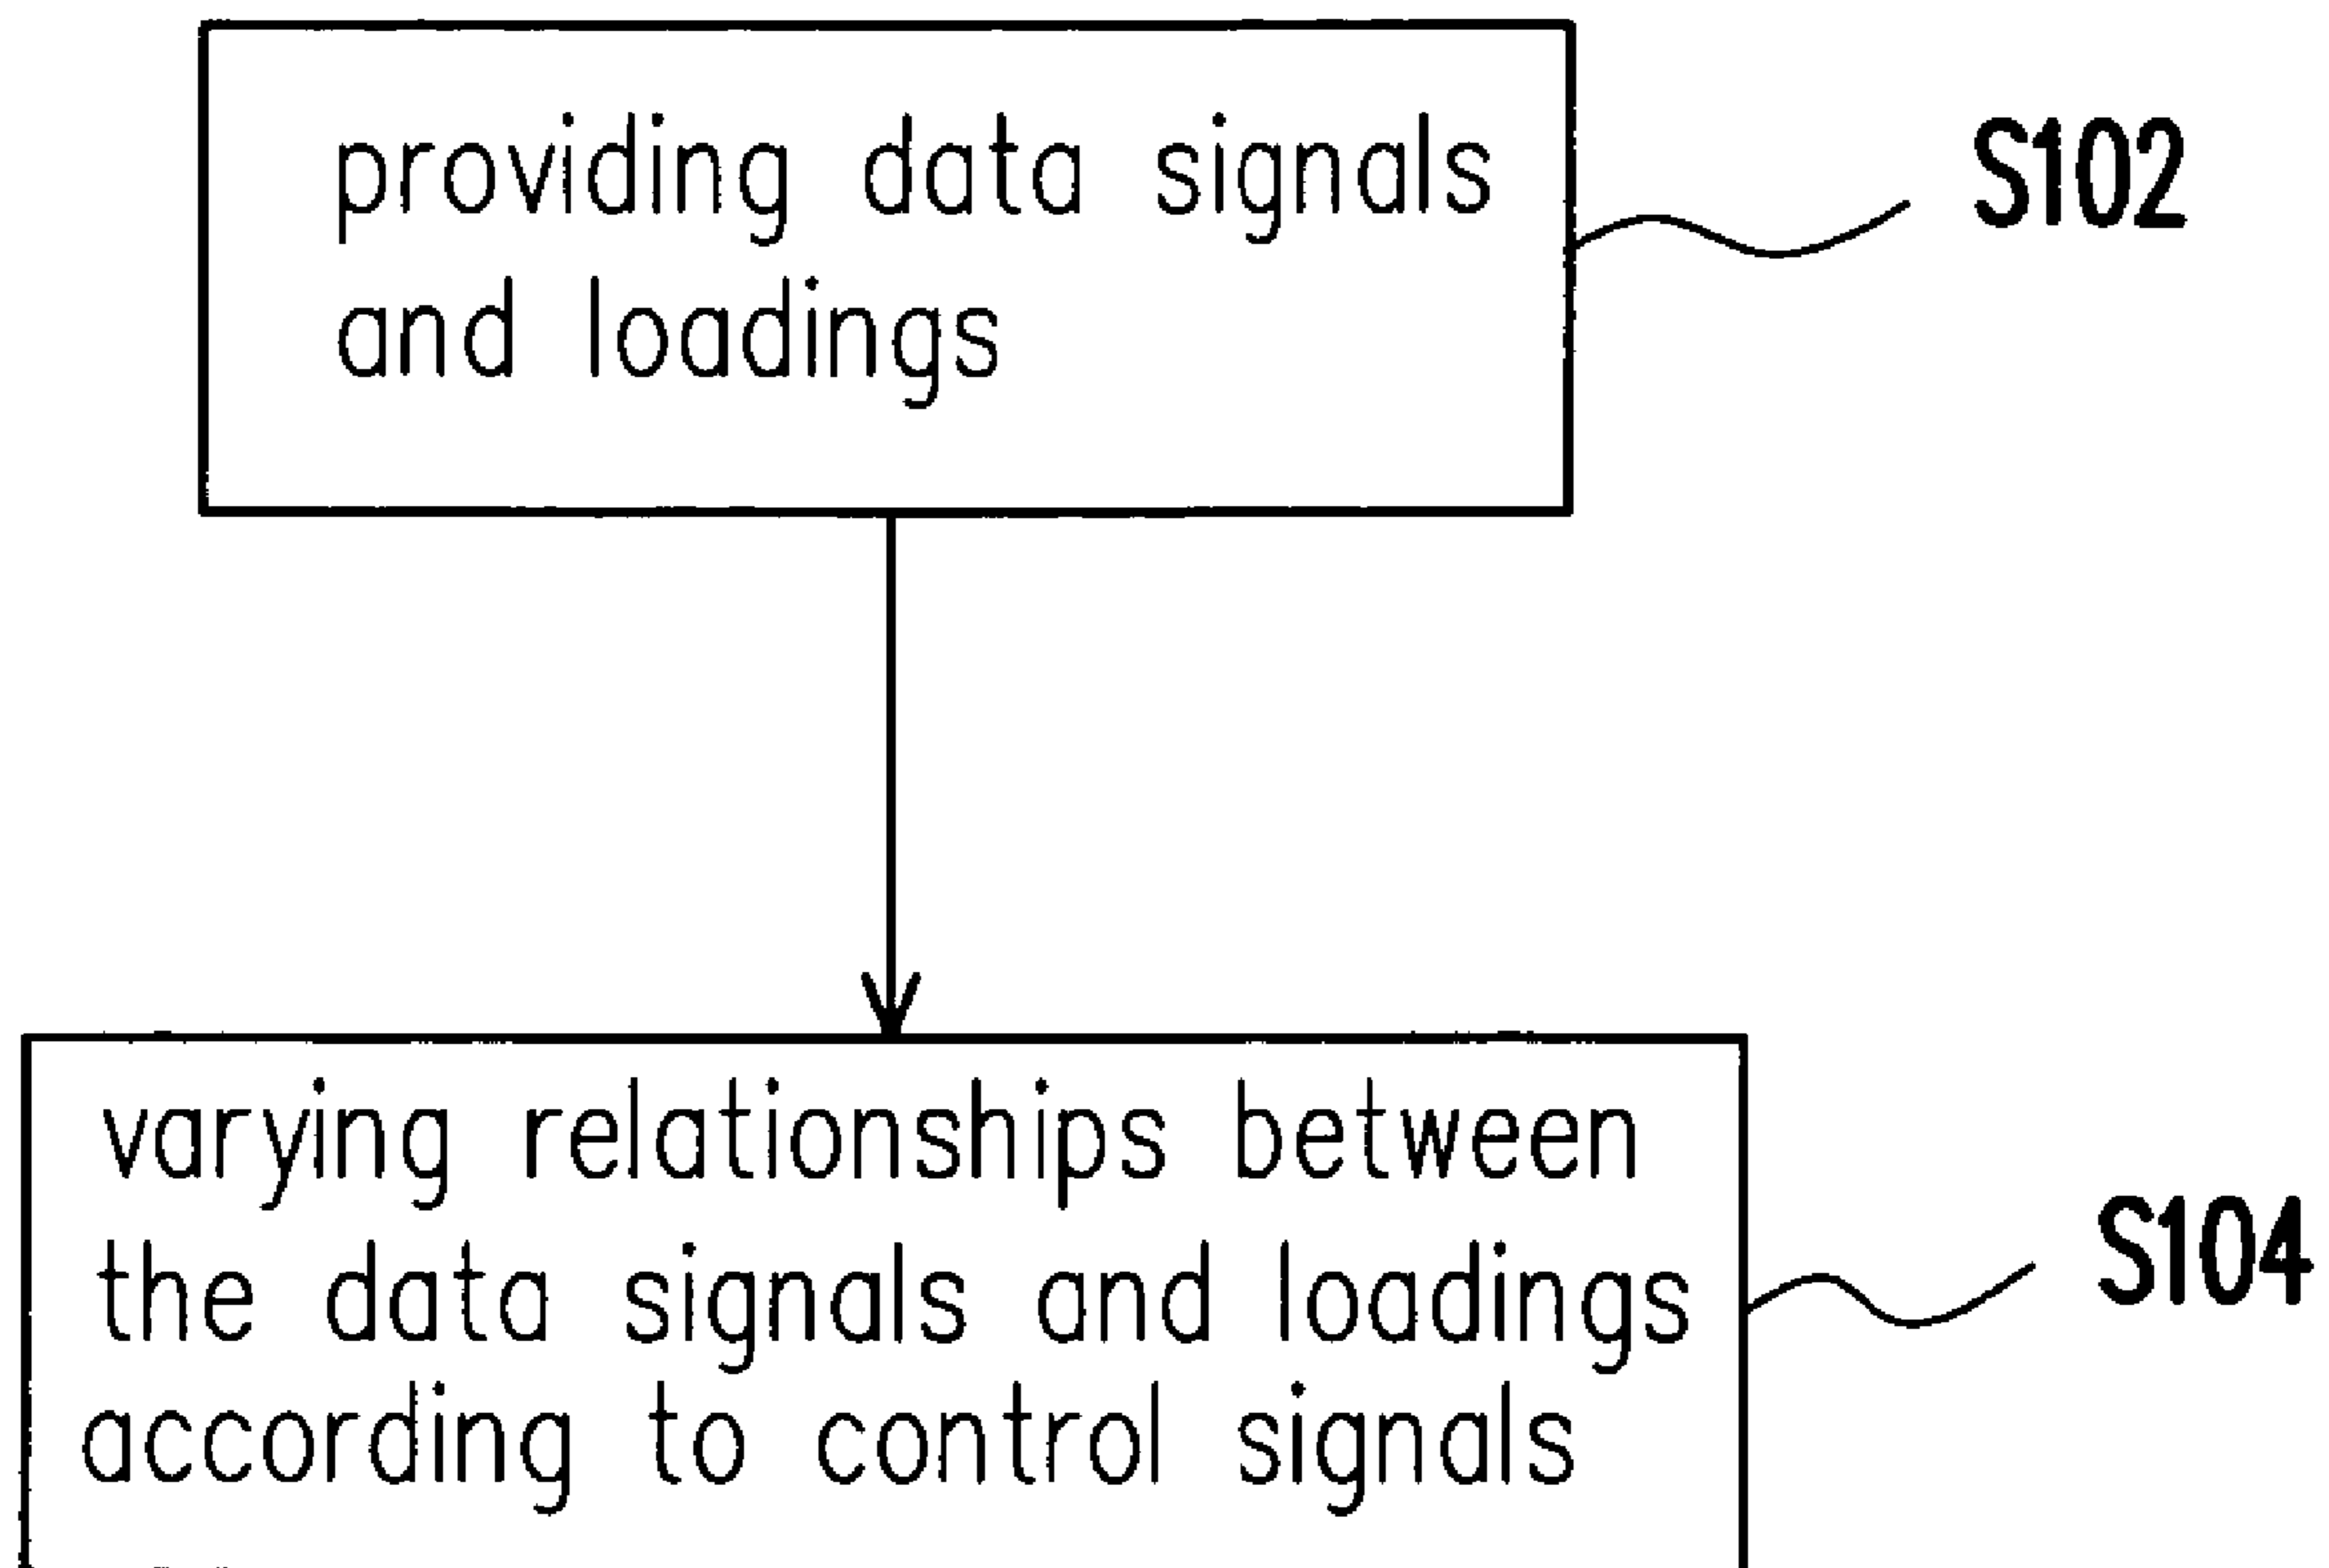 providing data signals
and loadings
S102
varying relationships between
the data signals and loadings
according to control signals
S104